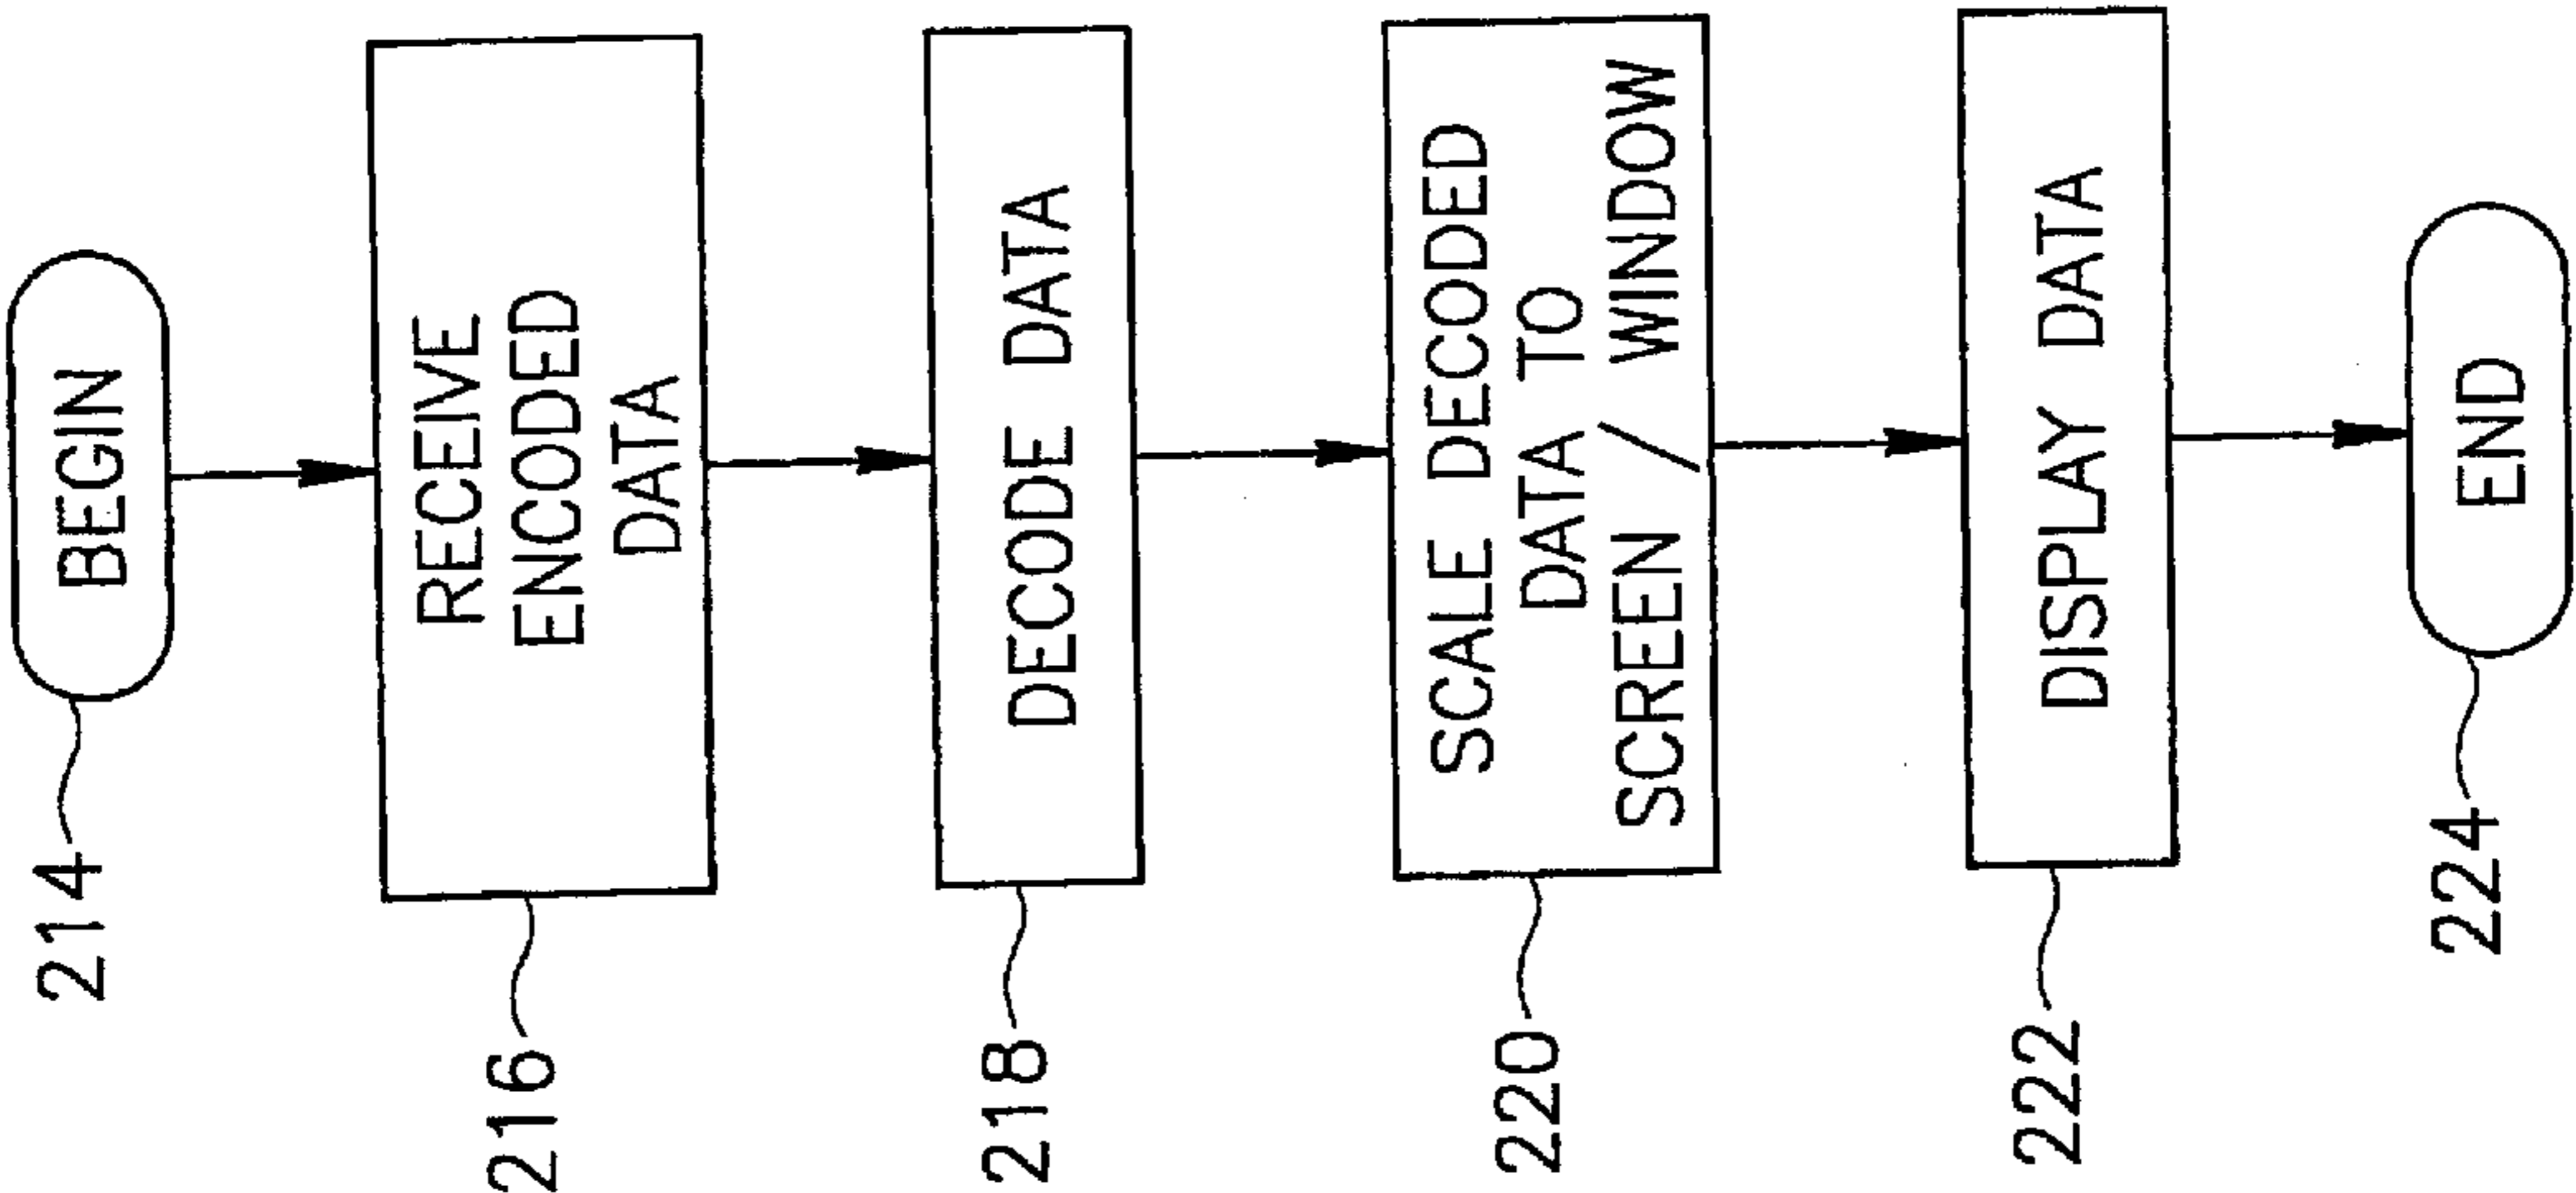 BEGIN
214
RECEIVE
ENCODED
DATA
216
DECODE DATA
218
SCALE DECODED
DATA TO
SCREEN / WINDOW
220
DISPLAY DATA
222
END
224